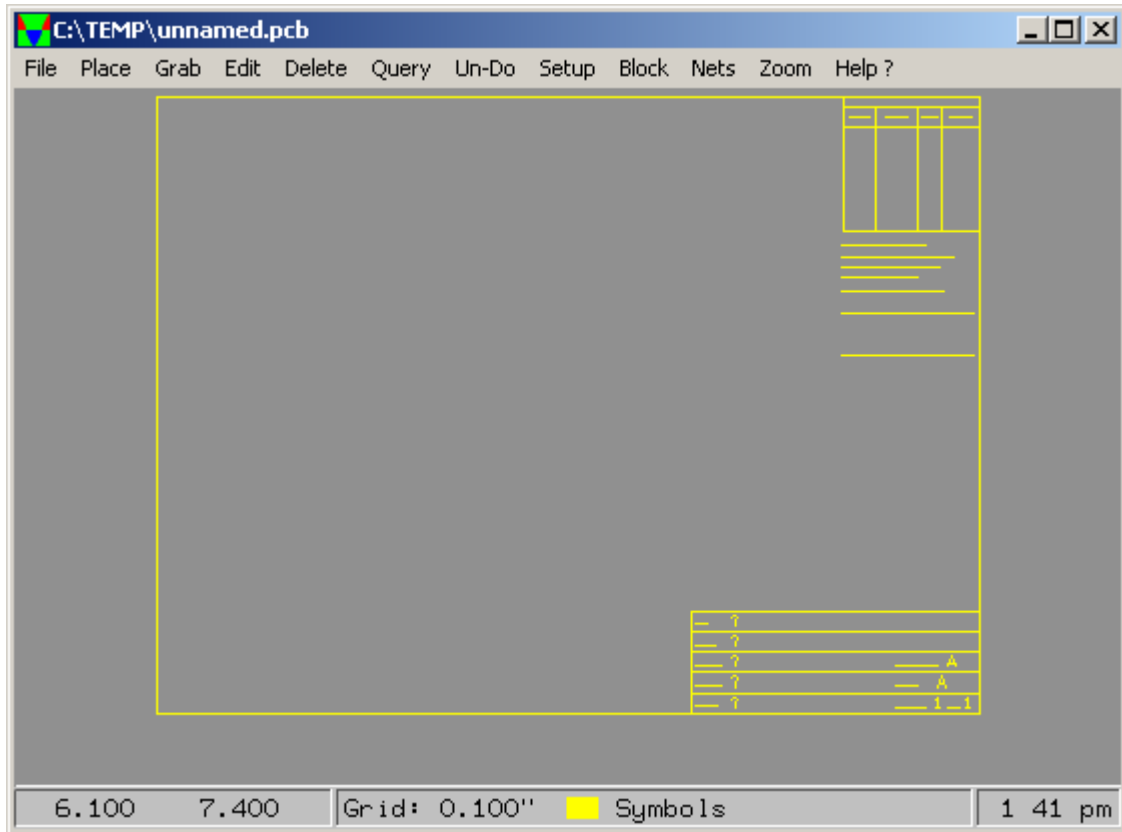 C:\TEMP\unnamed.pcb
File Place Grab Edit Delete Query Un-Do Setup Block Nets Zoom Help ?
?
?
? A
? A
? 1 1
6.100 7.400 Grid: 0.100'' Symbols 1 41 pm